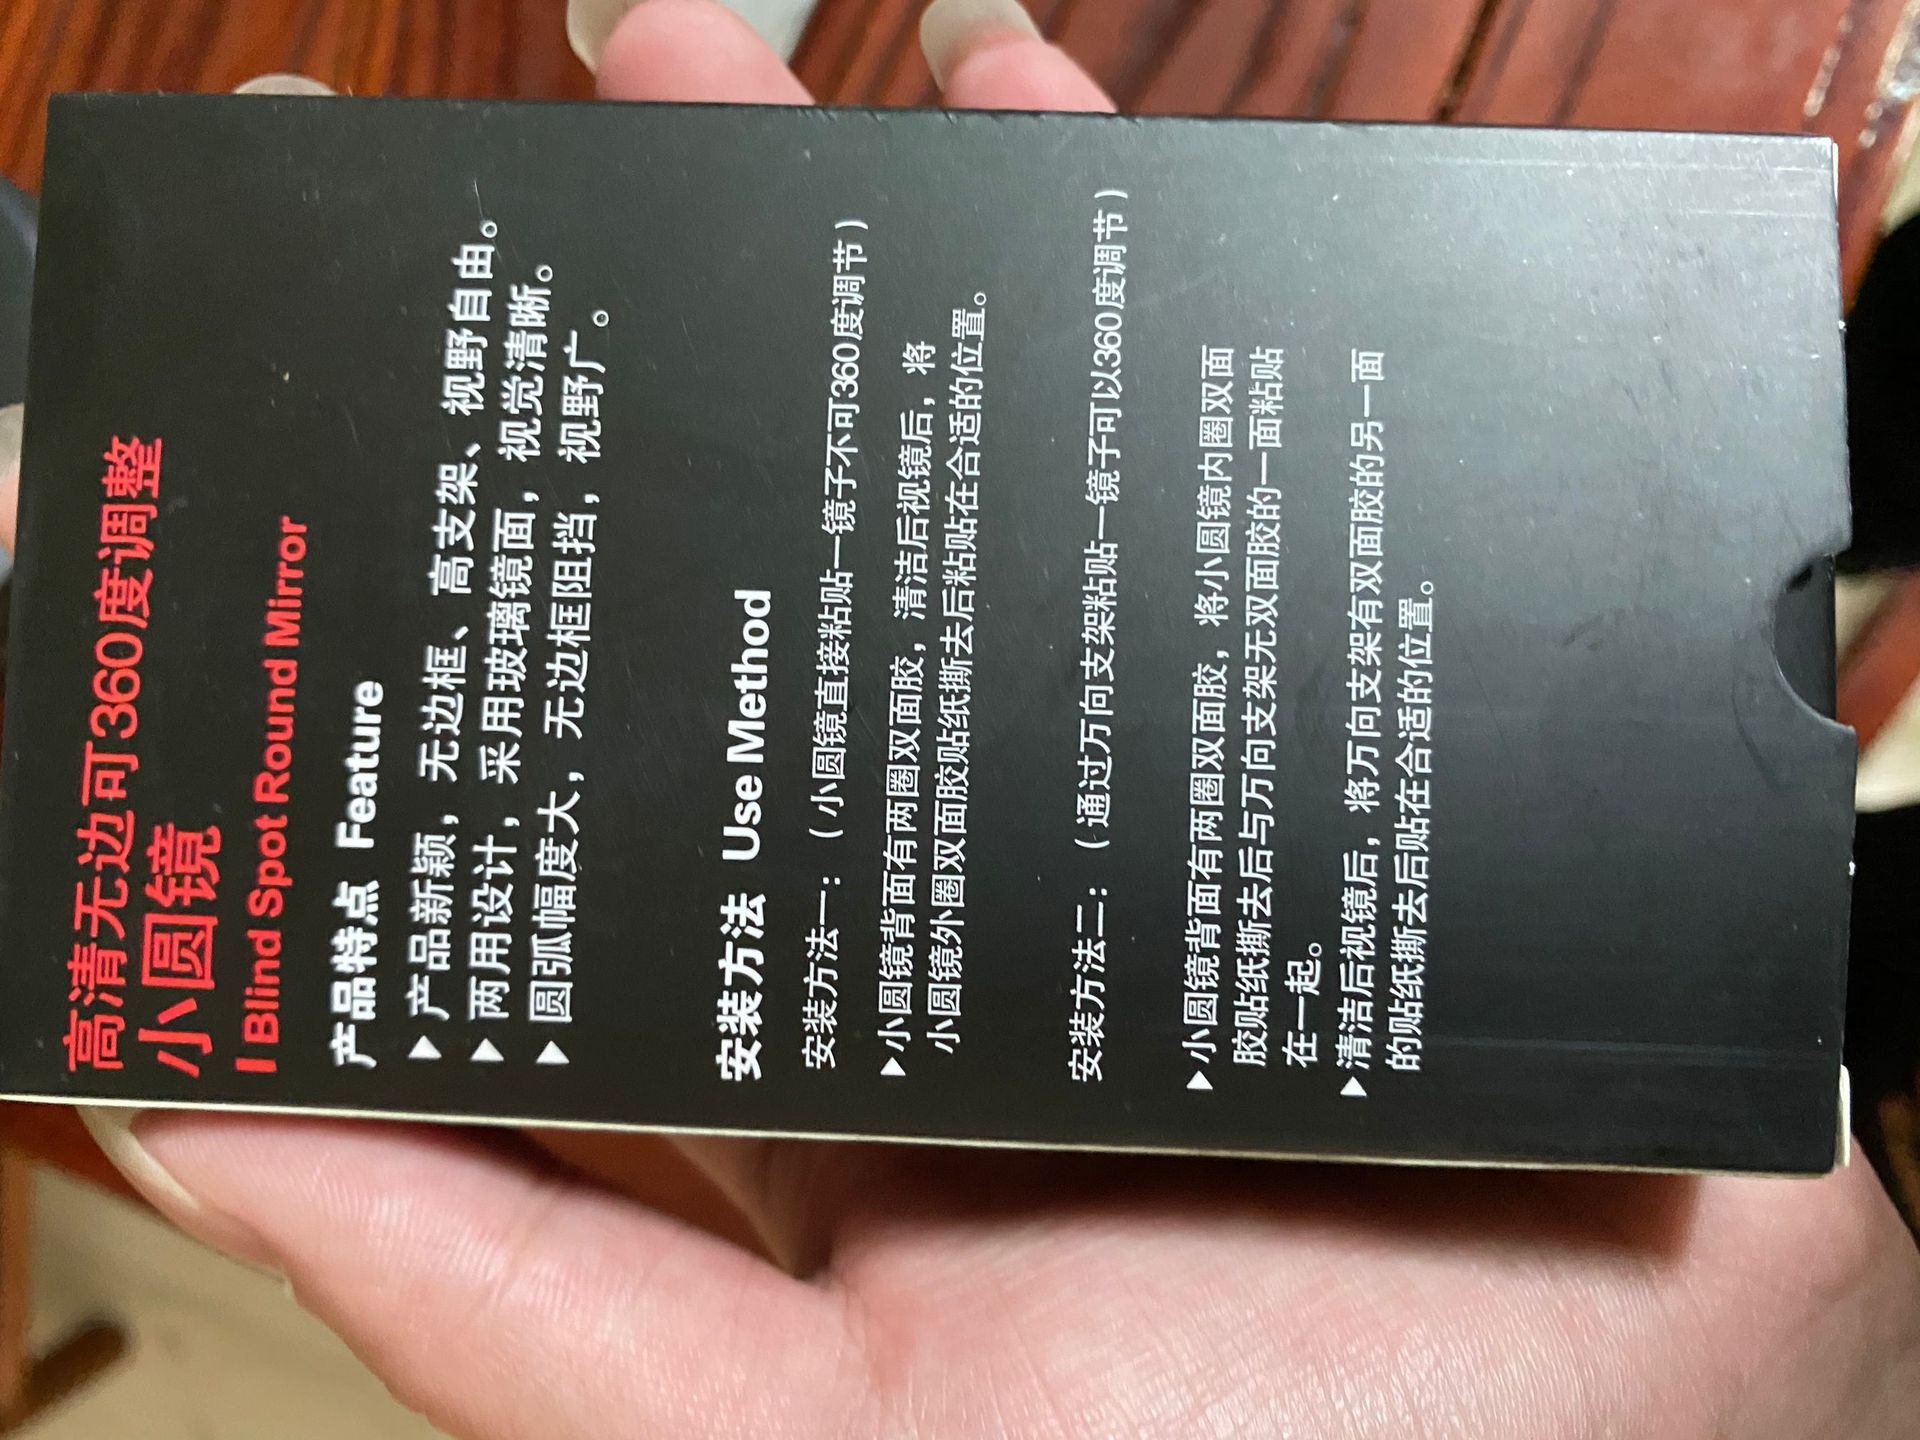 高清无边可360度调整
小圆镜
| Blind Spot Round Mirror
产品特点 Feature
▶产品新颖，无边框、高支架、视野自由。
▶两用设计，采用玻璃镜面，视觉清晰。
▶圆弧幅度大，无边框阻挡，视野广。
安装方法 Use Method
安装方法一：（小圆镜直接粘贴一镜子不可360度调节）
▶小圆镜背面有两圈双面胶，清洁后视镜后，将
小圆镜外圈双面胶贴纸撕去后粘贴在合适的位置。
安装方法二：（通过万向支架粘贴一镜子可以360度调节）
▶小圆镜背面有两圈双面胶，将小圆镜内圈双面
胶贴纸撕去后与万向支架无双面胶的一面粘贴
在一起。
▶清洁后视镜后，将万向支架有双面胶的另一面
的贴纸撕去后贴在合适的位置。